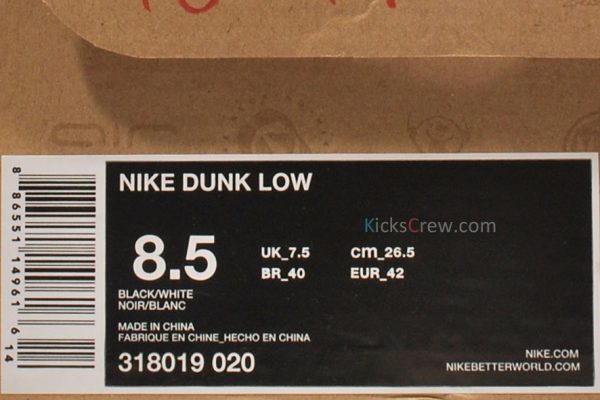 NIKE DUNK LOW
KicksCrew.com
8.5
UK_7.5 cm_26.5
BR_40 EUR_42
BLACK/WHITE
NOIR/BLANC
MADE IN CHINA
FABRIQUE EN CHINE_HECHO EN CHINA
318019 020
NIKE.COM
NIKEBETTERWORLD.COM
8 86551 14961 6 14